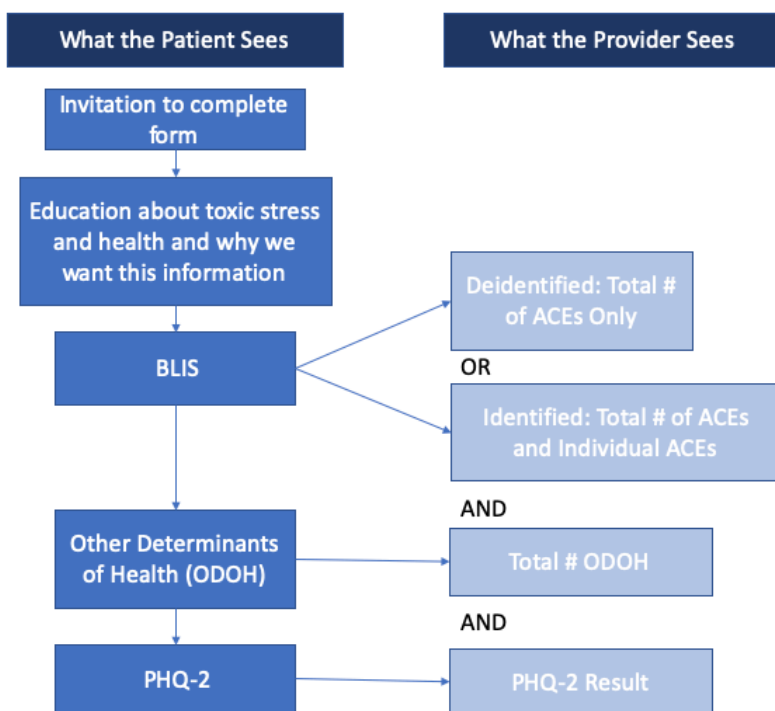 What the Patient Sees
What the Provider Sees
Invitation to complete
form
Education about toxic stress
and health and why we
want this information
BLIS
Deidentified: Total #
of ACEs Only
OR
Identified: Total # of ACEs
and Individual ACEs
AND
Other Determinants
of Health (ODOH)
Total # ODOH
AND
PHQ-2
PHQ-2 Result